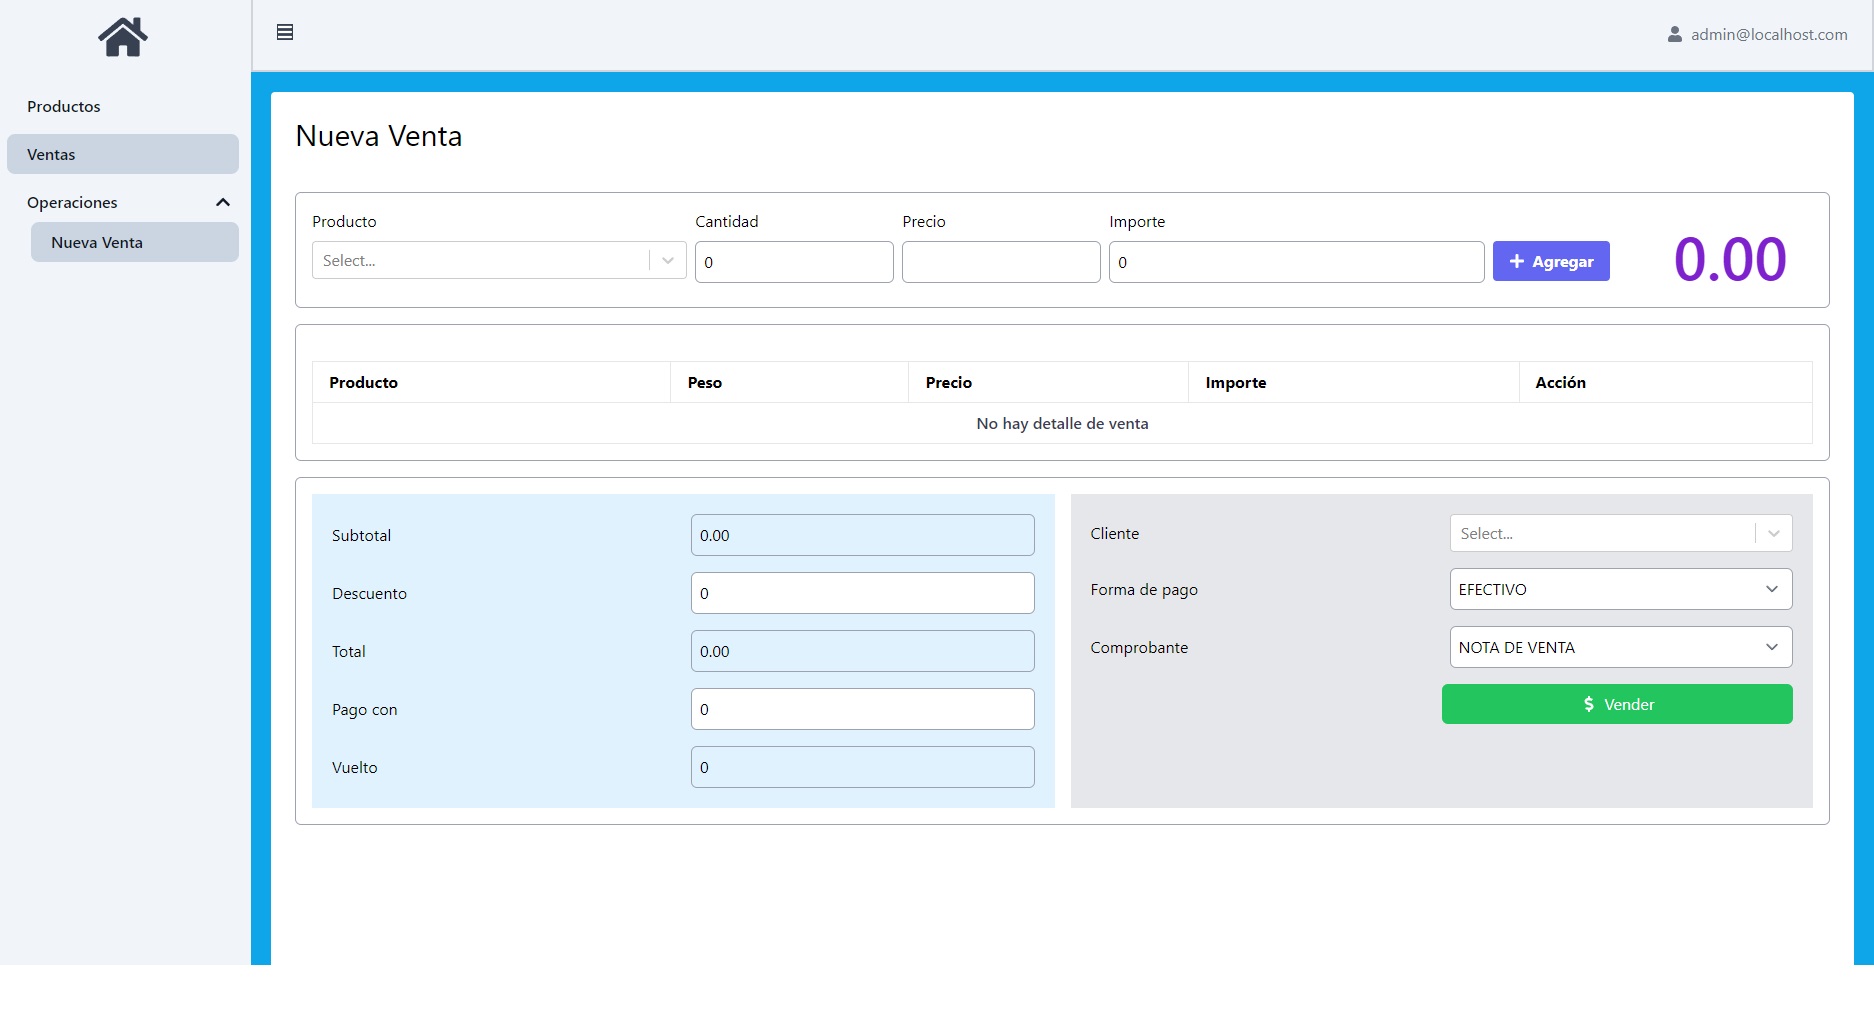 admin@localhost.com
Productos
Ventas
Operaciones
Nueva Venta
Nueva Venta
Producto Cantidad Precio Importe
Select... 0 0 Agregar 0.00
Producto Peso Precio Importe Acción
No hay detalle de venta
Subtotal 0.00
Descuento 0
Total 0.00
Pago con 0
Vuelto 0
Cliente Select...
Forma de pago EFECTIVO
Comprobante NOTA DE VENTA
$ Vender